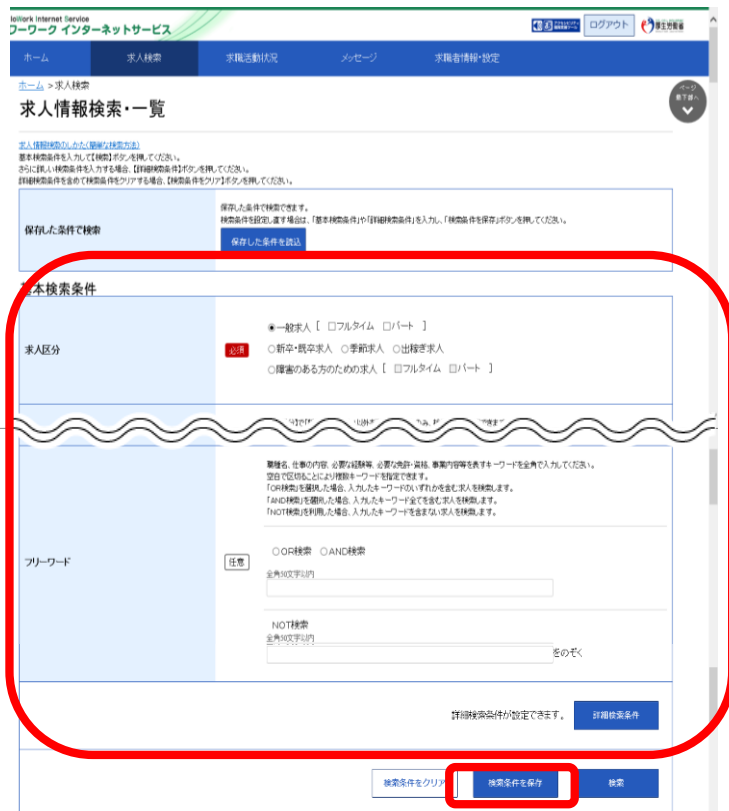 HelloWork Internet Service
ハローワーク インターネットサービス
ログアウト
厚生労働省
ホーム
求人検索
求職活動状況
メッセージ
求職者情報・設定
ホーム >求人検索
ページ
最下部へ
求人情報検索・一覧
求人情報検索のしかた(簡単な検索方法)
基本検索条件を入力して【検索】ボタンを押してください。
さらに詳しい検索条件を入力する場合、【詳細検索条件】ボタンを押してください。
詳細検索条件を含めて検索条件をクリアする場合、【検索条件をクリア】ボタンを押してください。
保存した条件で検索
保存した条件で検索できます。
検索条件を設定し直す場合は、「基本検索条件」や「詳細検索条件」を入力し、「検索条件を保存」ボタンを押してください。
保存した条件を読込
基本検索条件
求人区分
必須
◉一般求人 [ □フルタイム □パート ]
○新卒・既卒求人 ○季節求人 ○出稼ぎ求人
○障害のある方のための求人 [ □フルタイム □パート ]
職種名、仕事の内容、必要な経験等、必要な免許・資格、事業内容等を表すキーワードを全角で入力してください。
空白で区切ることにより複数キーワードを指定できます。
「OR検索」を選択した場合、入力したキーワードのいずれかを含む求人を検索します。
「AND検索」を選択した場合、入力したキーワード全てを含む求人を検索します。
「NOT検索」を利用した場合、入力したキーワードを含まない求人を検索します。
フリーワード
任意
○OR検索 ○AND検索
全角50文字以内
NOT検索
全角50文字以内
をのぞく
詳細検索条件が設定できます。
詳細検索条件
検索条件をクリア
検索条件を保存
検索